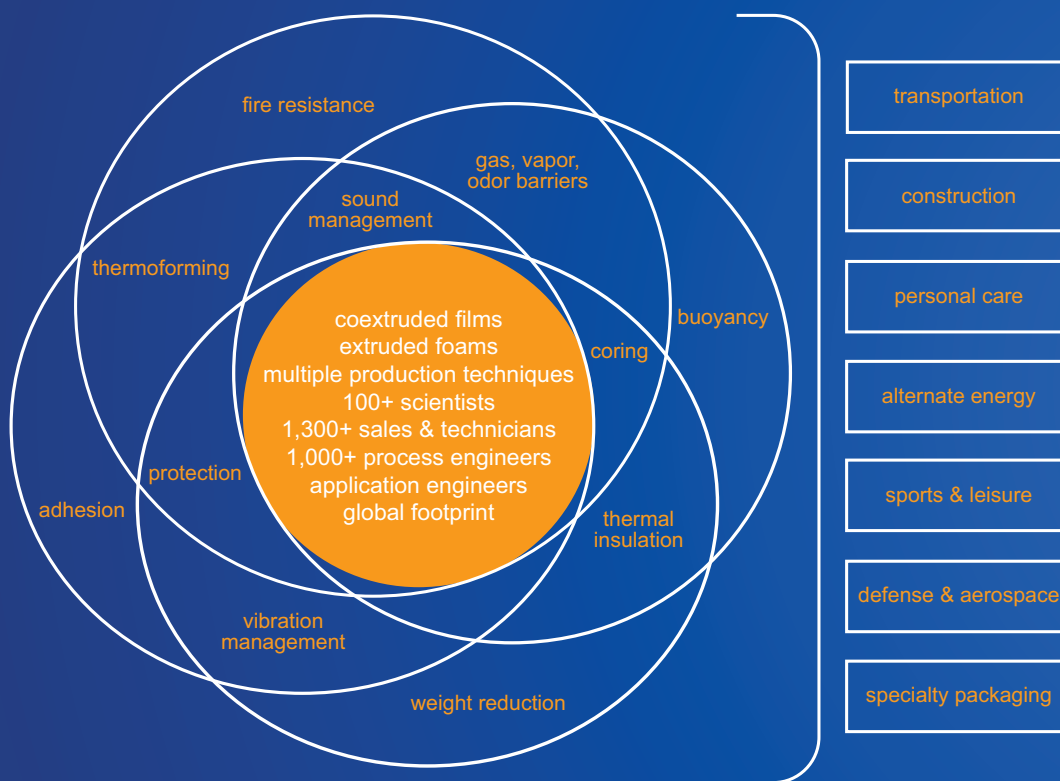 fire resistance
gas, vapor,
odor barriers
sound
management
thermoforming
buoyancy
coring
coextruded films
extruded foams
multiple production techniques
100+ scientists
1,300+ sales & technicians
1,000+ process engineers
application engineers
global footprint
protection
adhesion
thermal
insulation
vibration
management
weight reduction
transportation
construction
personal care
alternate energy
sports & leisure
defense & aerospace
specialty packaging